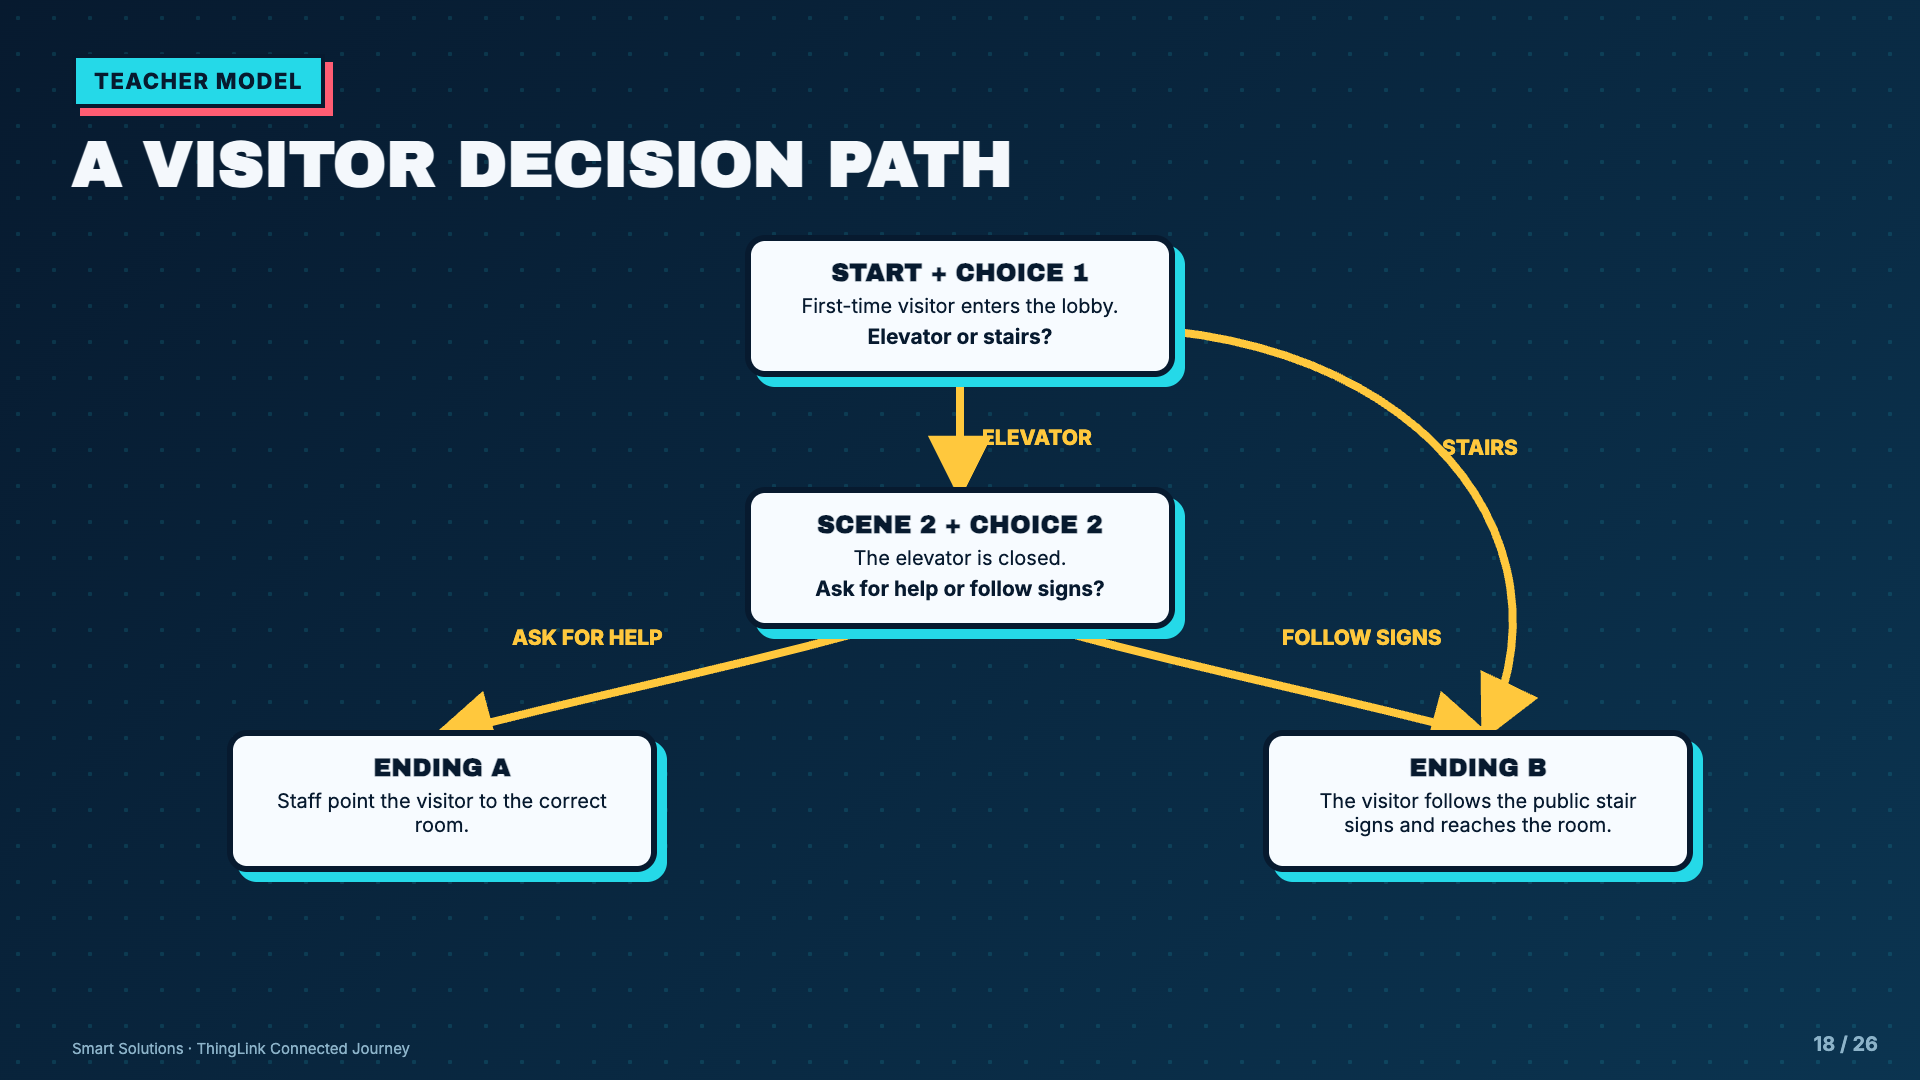 TEACHER MODEL
A VISITOR DECISION PATH
START + CHOICE 1
First-time visitor enters the lobby.
Elevator or stairs?
ELEVATOR
STAIRS
SCENE 2 + CHOICE 2
The elevator is closed.
Ask for help or follow signs?
ASK FOR HELP
FOLLOW SIGNS
ENDING A
Staff point the visitor to the correct
room.
ENDING B
The visitor follows the public stair
signs and reaches the room.
Smart Solutions · ThingLink Connected Journey
18 / 26